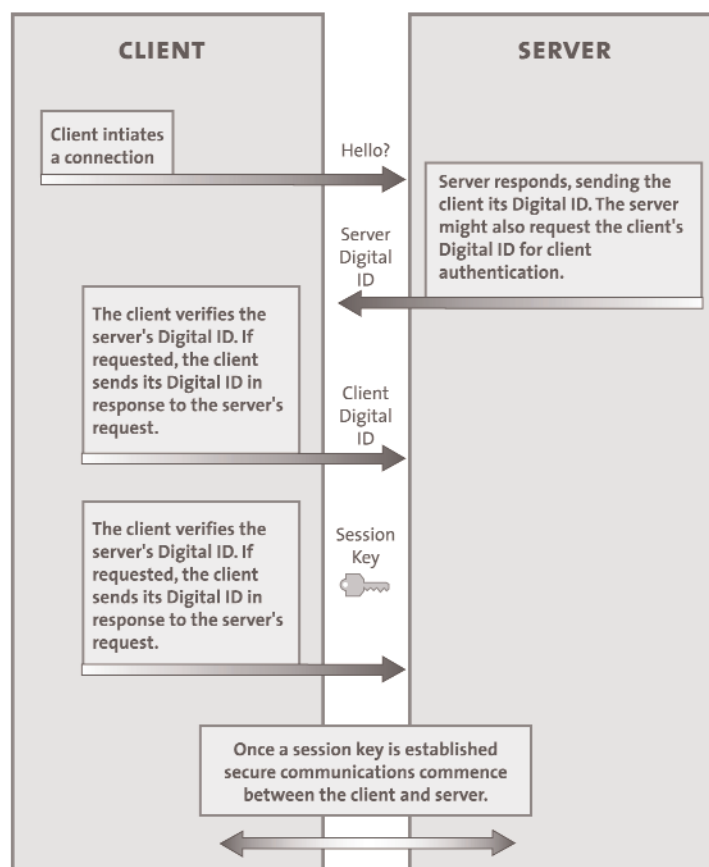 CLIENT
SERVER
Client intiates
a connection
Hello?
Server responds, sending the
client its Digital ID. The server
might also request the client's
Digital ID for client
authentication.
Server
Digital
ID
The client verifies the
server's Digital ID. If
requested, the client
sends its Digital ID in
response to the server's
request.
Client
Digital
ID
The client verifies the
server's Digital ID. If
requested, the client
sends its Digital ID in
response to the server's
request.
Session
Key
Once a session key is established
secure communications commence
between the client and server.